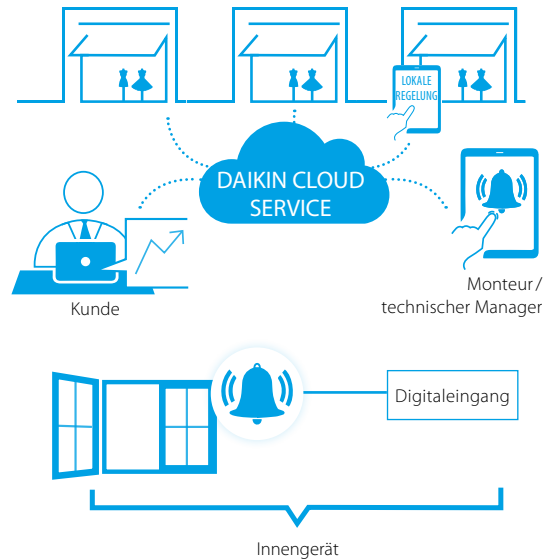 LOKALE
REGELUNG
DAIKIN CLOUD
SERVICE
Kunde
Monteur /
technischer Manager
Digitaleingang
Innengerät